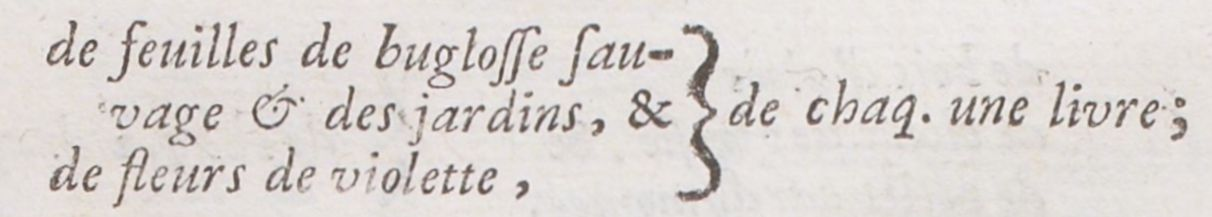 de feuilles de bugloſſe ſau-
vage & des jardins, & } de chaq. une livre;
de fleurs de violette,